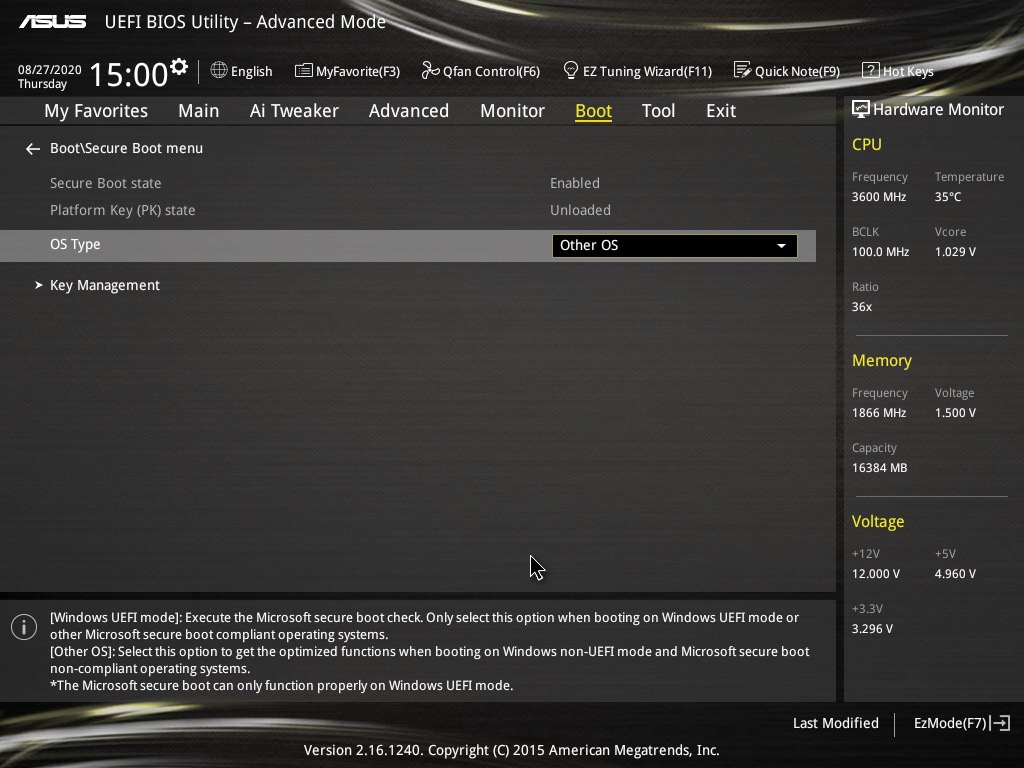 ASUS UEFI BIOS Utility – Advanced Mode
08/27/2020 Thursday 15:00 English MyFavorite(F3) Qfan Control(F6) EZ Tuning Wizard(F11) Quick Note(F9) ? Hot Keys
My Favorites Main Ai Tweaker Advanced Monitor Boot Tool Exit
Boot\Secure Boot menu
Secure Boot state Enabled
Platform Key (PK) state Unloaded
OS Type Other OS
Key Management
[Windows UEFI mode]: Execute the Microsoft secure boot check. Only select this option when booting on Windows UEFI mode or
other Microsoft secure boot compliant operating systems.
[Other OS]: Select this option to get the optimized functions when booting on Windows non-UEFI mode and Microsoft secure boot
non-compliant operating systems.
*The Microsoft secure boot can only function properly on Windows UEFI mode.
Hardware Monitor
CPU
Frequency Temperature
3600 MHz 35°C
BCLK Vcore
100.0 MHz 1.029 V
Ratio
36x
Memory
Frequency Voltage
1866 MHz 1.500 V
Capacity
16384 MB
Voltage
+12V +5V
12.000 V 4.960 V
+3.3V
3.296 V
Last Modified EzMode(F7)
Version 2.16.1240. Copyright (C) 2015 American Megatrends, Inc.